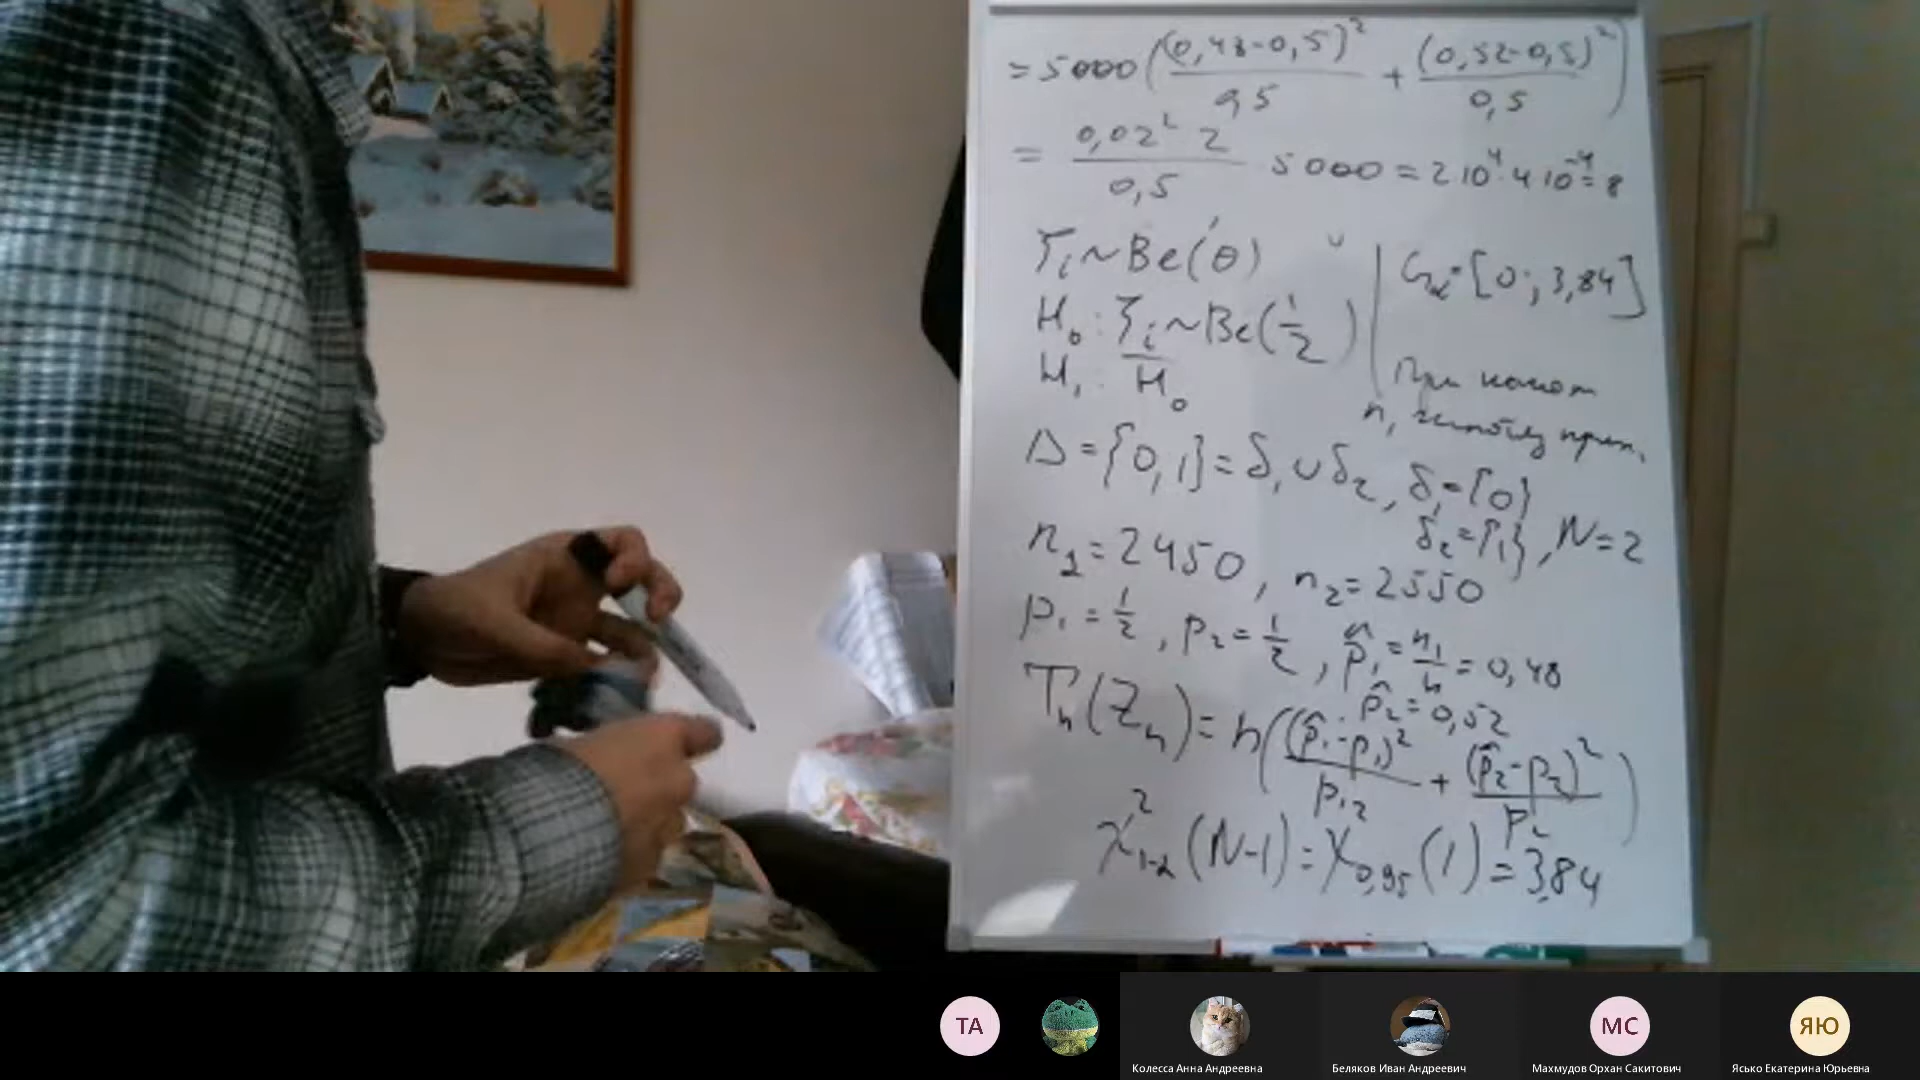 = 5000 ( (0,48-0,5)² / 0,5 + (0,52-0,5)² / 0,5 )
= 0,02² 2 / 0,5 5000 = 2 10⁴ · 4 10⁻⁴ = 8
ξᵢ ~ Be(θ)
G_α = [0; 3,84]
H₀ : ξᵢ ~ Be(1/2)
H₁ : H̅₀
При каком
n, гипотезу прин.
Δ = {0,1} = δ₁ ∪ δ₂, δ₁ = {0}
δ₂ = {1}, N = 2
n₁ = 2450, n₂ = 2550
p₁ = 1/2, p₂ = 1/2, p̂₁ = n₁/n = 0,48
p̂₂ = 0,52
Tₙ(Zₙ) = n ( (p̂₁-p₁)² / p₁ + (p̂₂-p₂)² / p₂ )
χ²₁₋α (N-1) = χ²₀,₉₅ (1) = 3,84
TA
МС
ЯЮ
Колесса Анна Андреевна
Беляков Иван Андреевич
Махмудов Орхан Сакитович
Ясько Екатерина Юрьевна